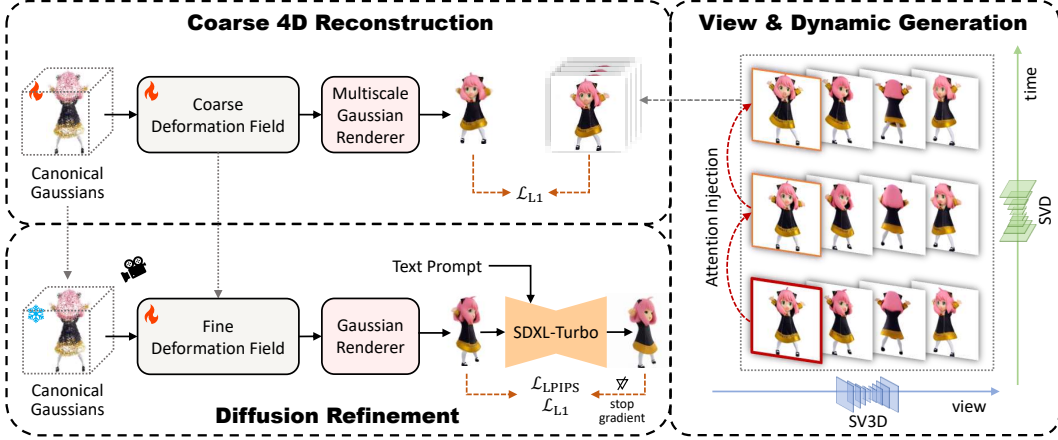 Coarse 4D Reconstruction
Canonical
Gaussians
Coarse
Deformation Field
Multiscale
Gaussian
Renderer
ℒL1
Diffusion Refinement
Canonical
Gaussians
Fine
Deformation Field
Gaussian
Renderer
Text Prompt
SDXL-Turbo
ℒLPIPS
ℒL1
stop
gradient
View & Dynamic Generation
Attention Injection
time
SVD
SV3D
view